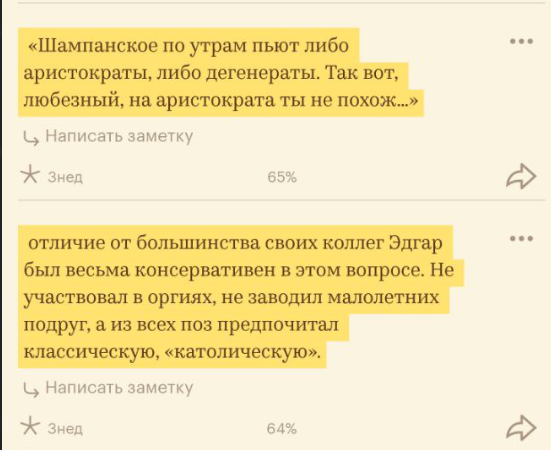 «Шампанское по утрам пьют либо
аристократы, либо дегенераты. Так вот,
любезный, на аристократа ты не похож...»
Написать заметку
Знед 65%
отличие от большинства своих коллег Эдгар
был весьма консервативен в этом вопросе. Не
участвовал в оргиях, не заводил малолетних
подруг, а из всех поз предпочитал
классическую, «католическую».
Написать заметку
Знед 64%